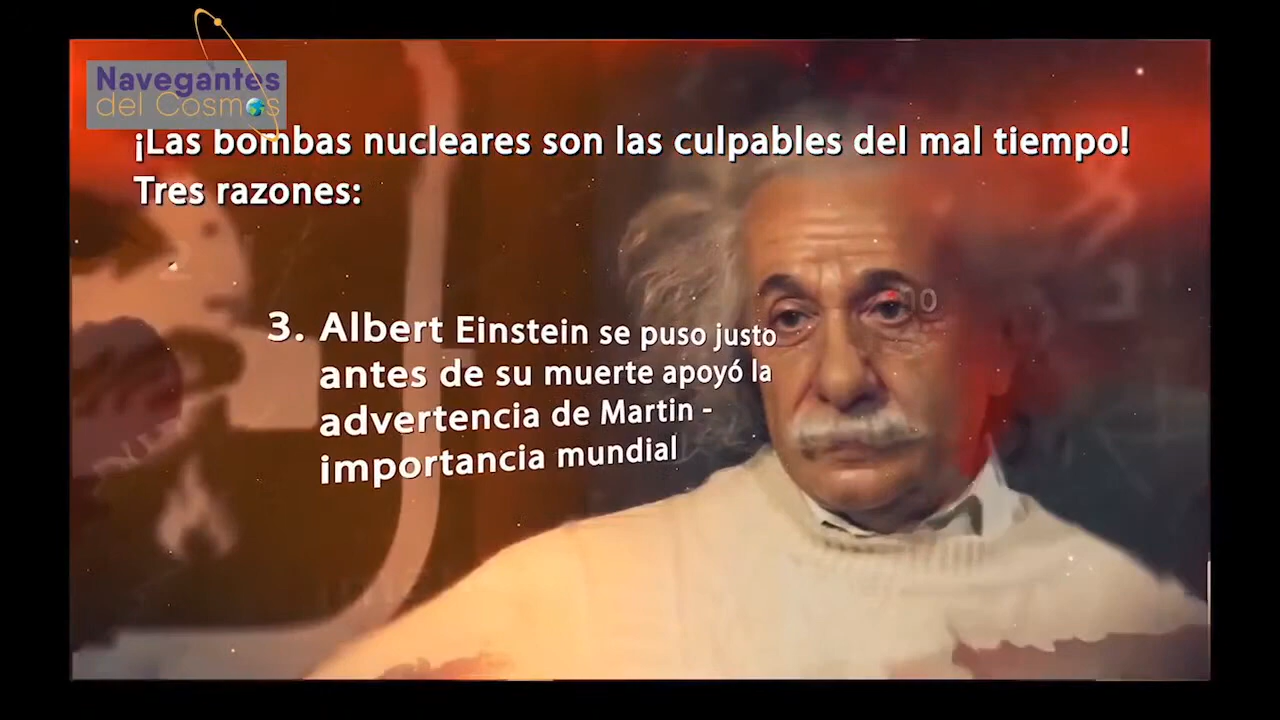 Navegantes
del Cosmos
¡Las bombas nucleares son las culpables del mal tiempo!
Tres razones:
3. Albert Einstein se puso justo
antes de su muerte apoyó la
advertencia de Martin -
importancia mundial